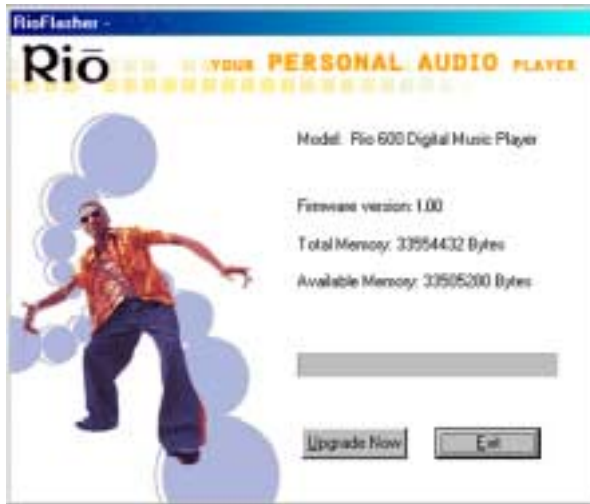 RioFlasher -
Riō
YOUR PERSONAL AUDIO PLAYER
Model: Rio 600 Digital Music Player
Firmware version: 1.00
Total Memory: 33554432 Bytes
Available Memory: 33505280 Bytes
Upgrade Now
Exit